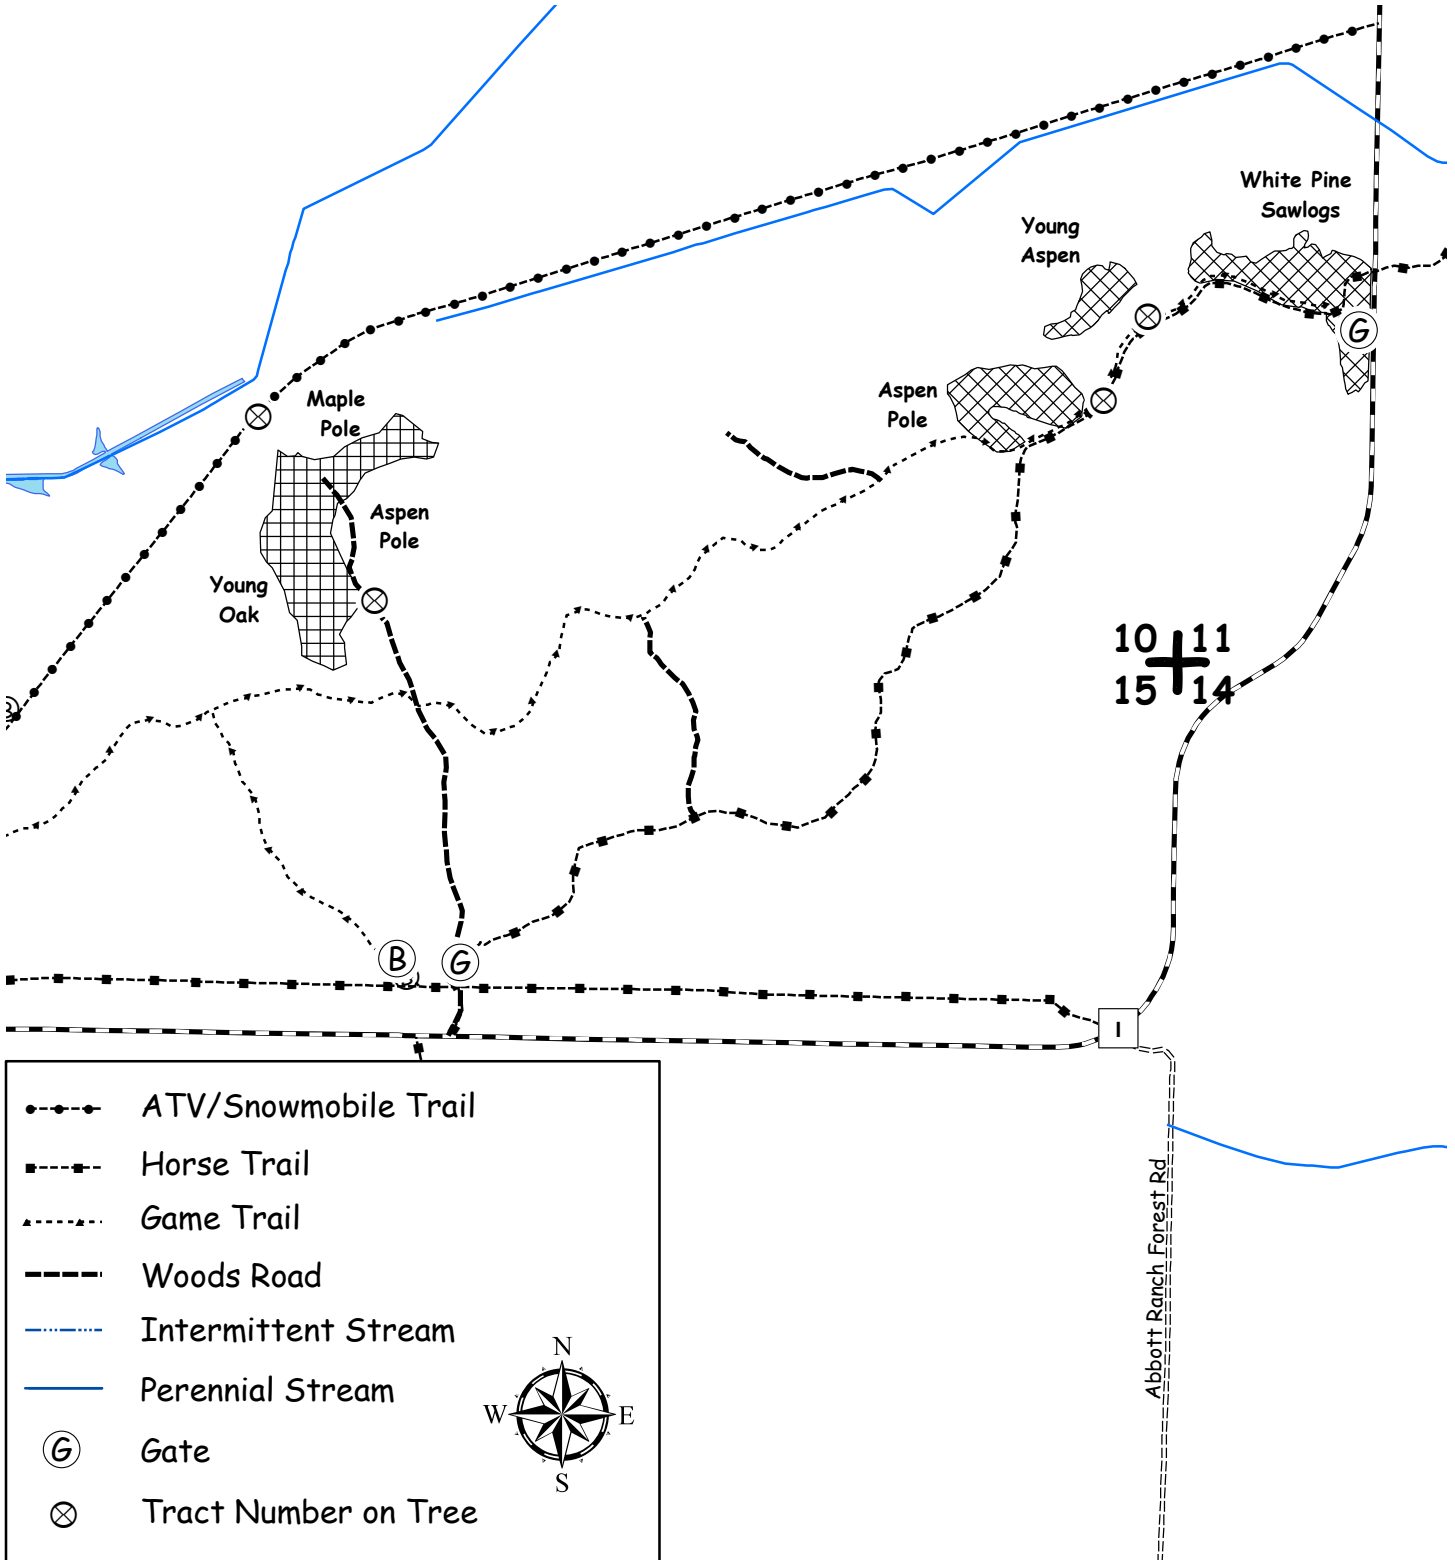 White Pine
Sawlogs
Young
Aspen
G
Aspen
Pole
Maple
Pole
Aspen
Pole
Young
Oak
10 11
15 14
B
G
I
ATV/Snowmobile Trail
Horse Trail
Game Trail
Woods Road
Intermittent Stream
Perennial Stream
G Gate
Tract Number on Tree
N
W E
S
Abbott Ranch Forest Rd